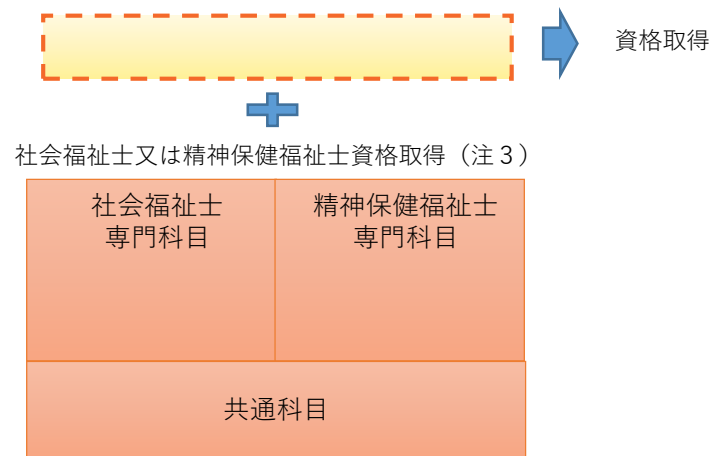 資格取得
社会福祉士又は精神保健福祉士資格取得（注３）
社会福祉士
専門科目
精神保健福祉士
専門科目
共通科目